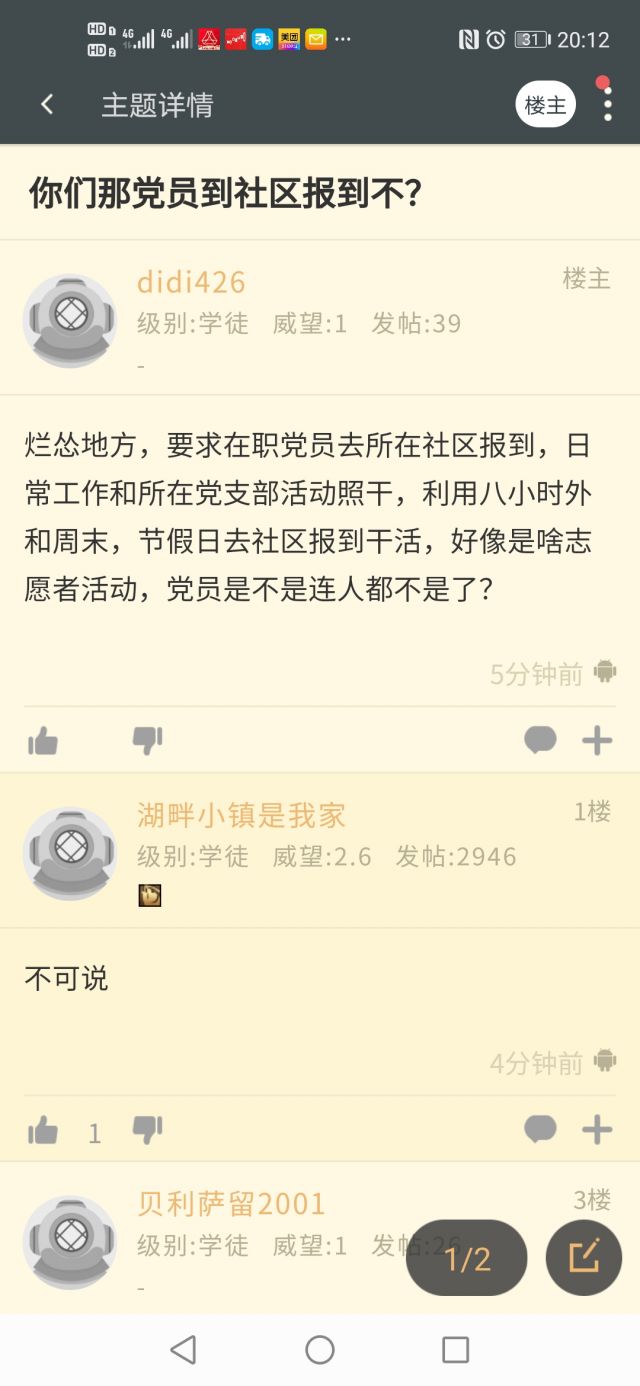 HD 1 4G 4G 美团 ... 31 20:12
HD 2
主题详情 楼主
你们那党员到社区报到不?
didi426 楼主
级别:学徒 威望:1 发帖:39
-
烂怂地方，要求在职党员去所在社区报到，日
常工作和所在党支部活动照干，利用八小时外
和周末，节假日去社区报到干活，好像是啥志
愿者活动，党员是不是连人都不是了?
5分钟前
湖畔小镇是我家 1楼
级别:学徒 威望:2.6 发帖:2946
不可说
4分钟前
1
贝利萨留2001 3楼
级别:学徒 威望:1 发帖:26
-
1/2